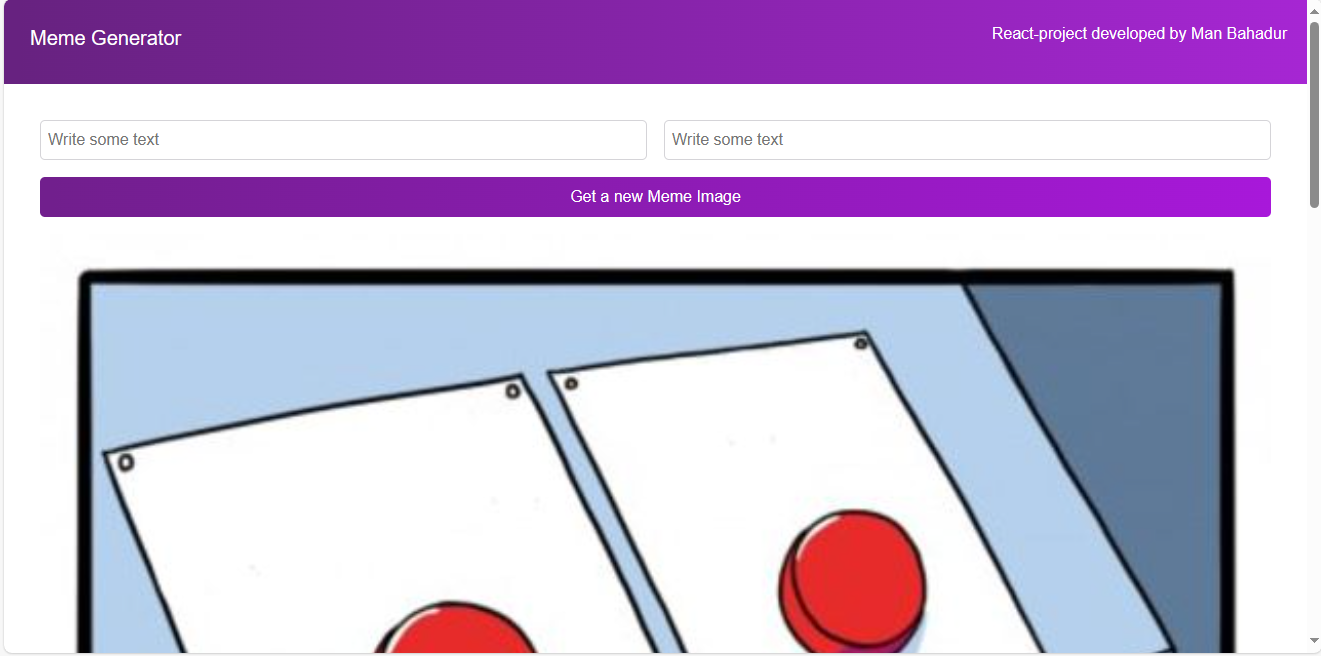 Meme Generator
React-project developed by Man Bahadur
Write some text
Write some text
Get a new Meme Image